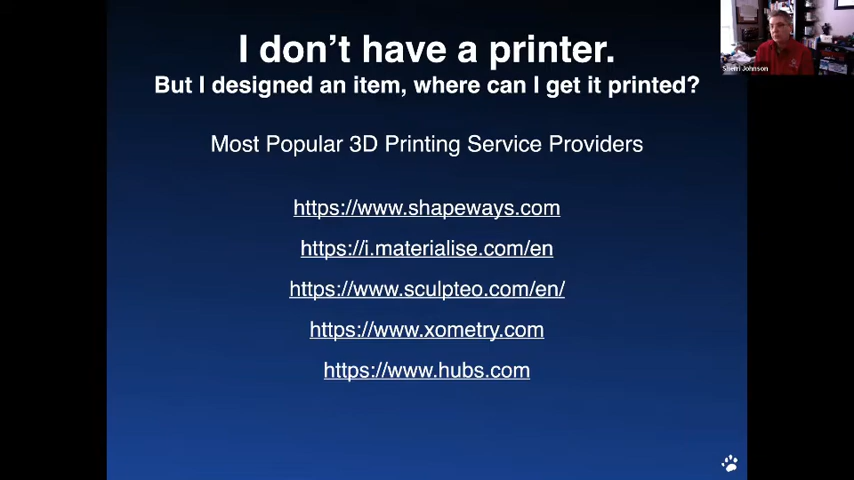 I don't have a printer.
But I designed an item, where can I get it printed?
Most Popular 3D Printing Service Providers
https://www.shapeways.com
https://i.materialise.com/en
https://www.sculpteo.com/en/
https://www.xometry.com
https://www.hubs.com
Sherri Johnson